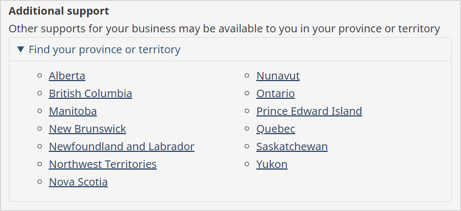 Additional support
Other supports for your business may be available to you in your province or territory
Find your province or territory
Alberta
British Columbia
Manitoba
New Brunswick
Newfoundland and Labrador
Northwest Territories
Nova Scotia
Nunavut
Ontario
Prince Edward Island
Quebec
Saskatchewan
Yukon